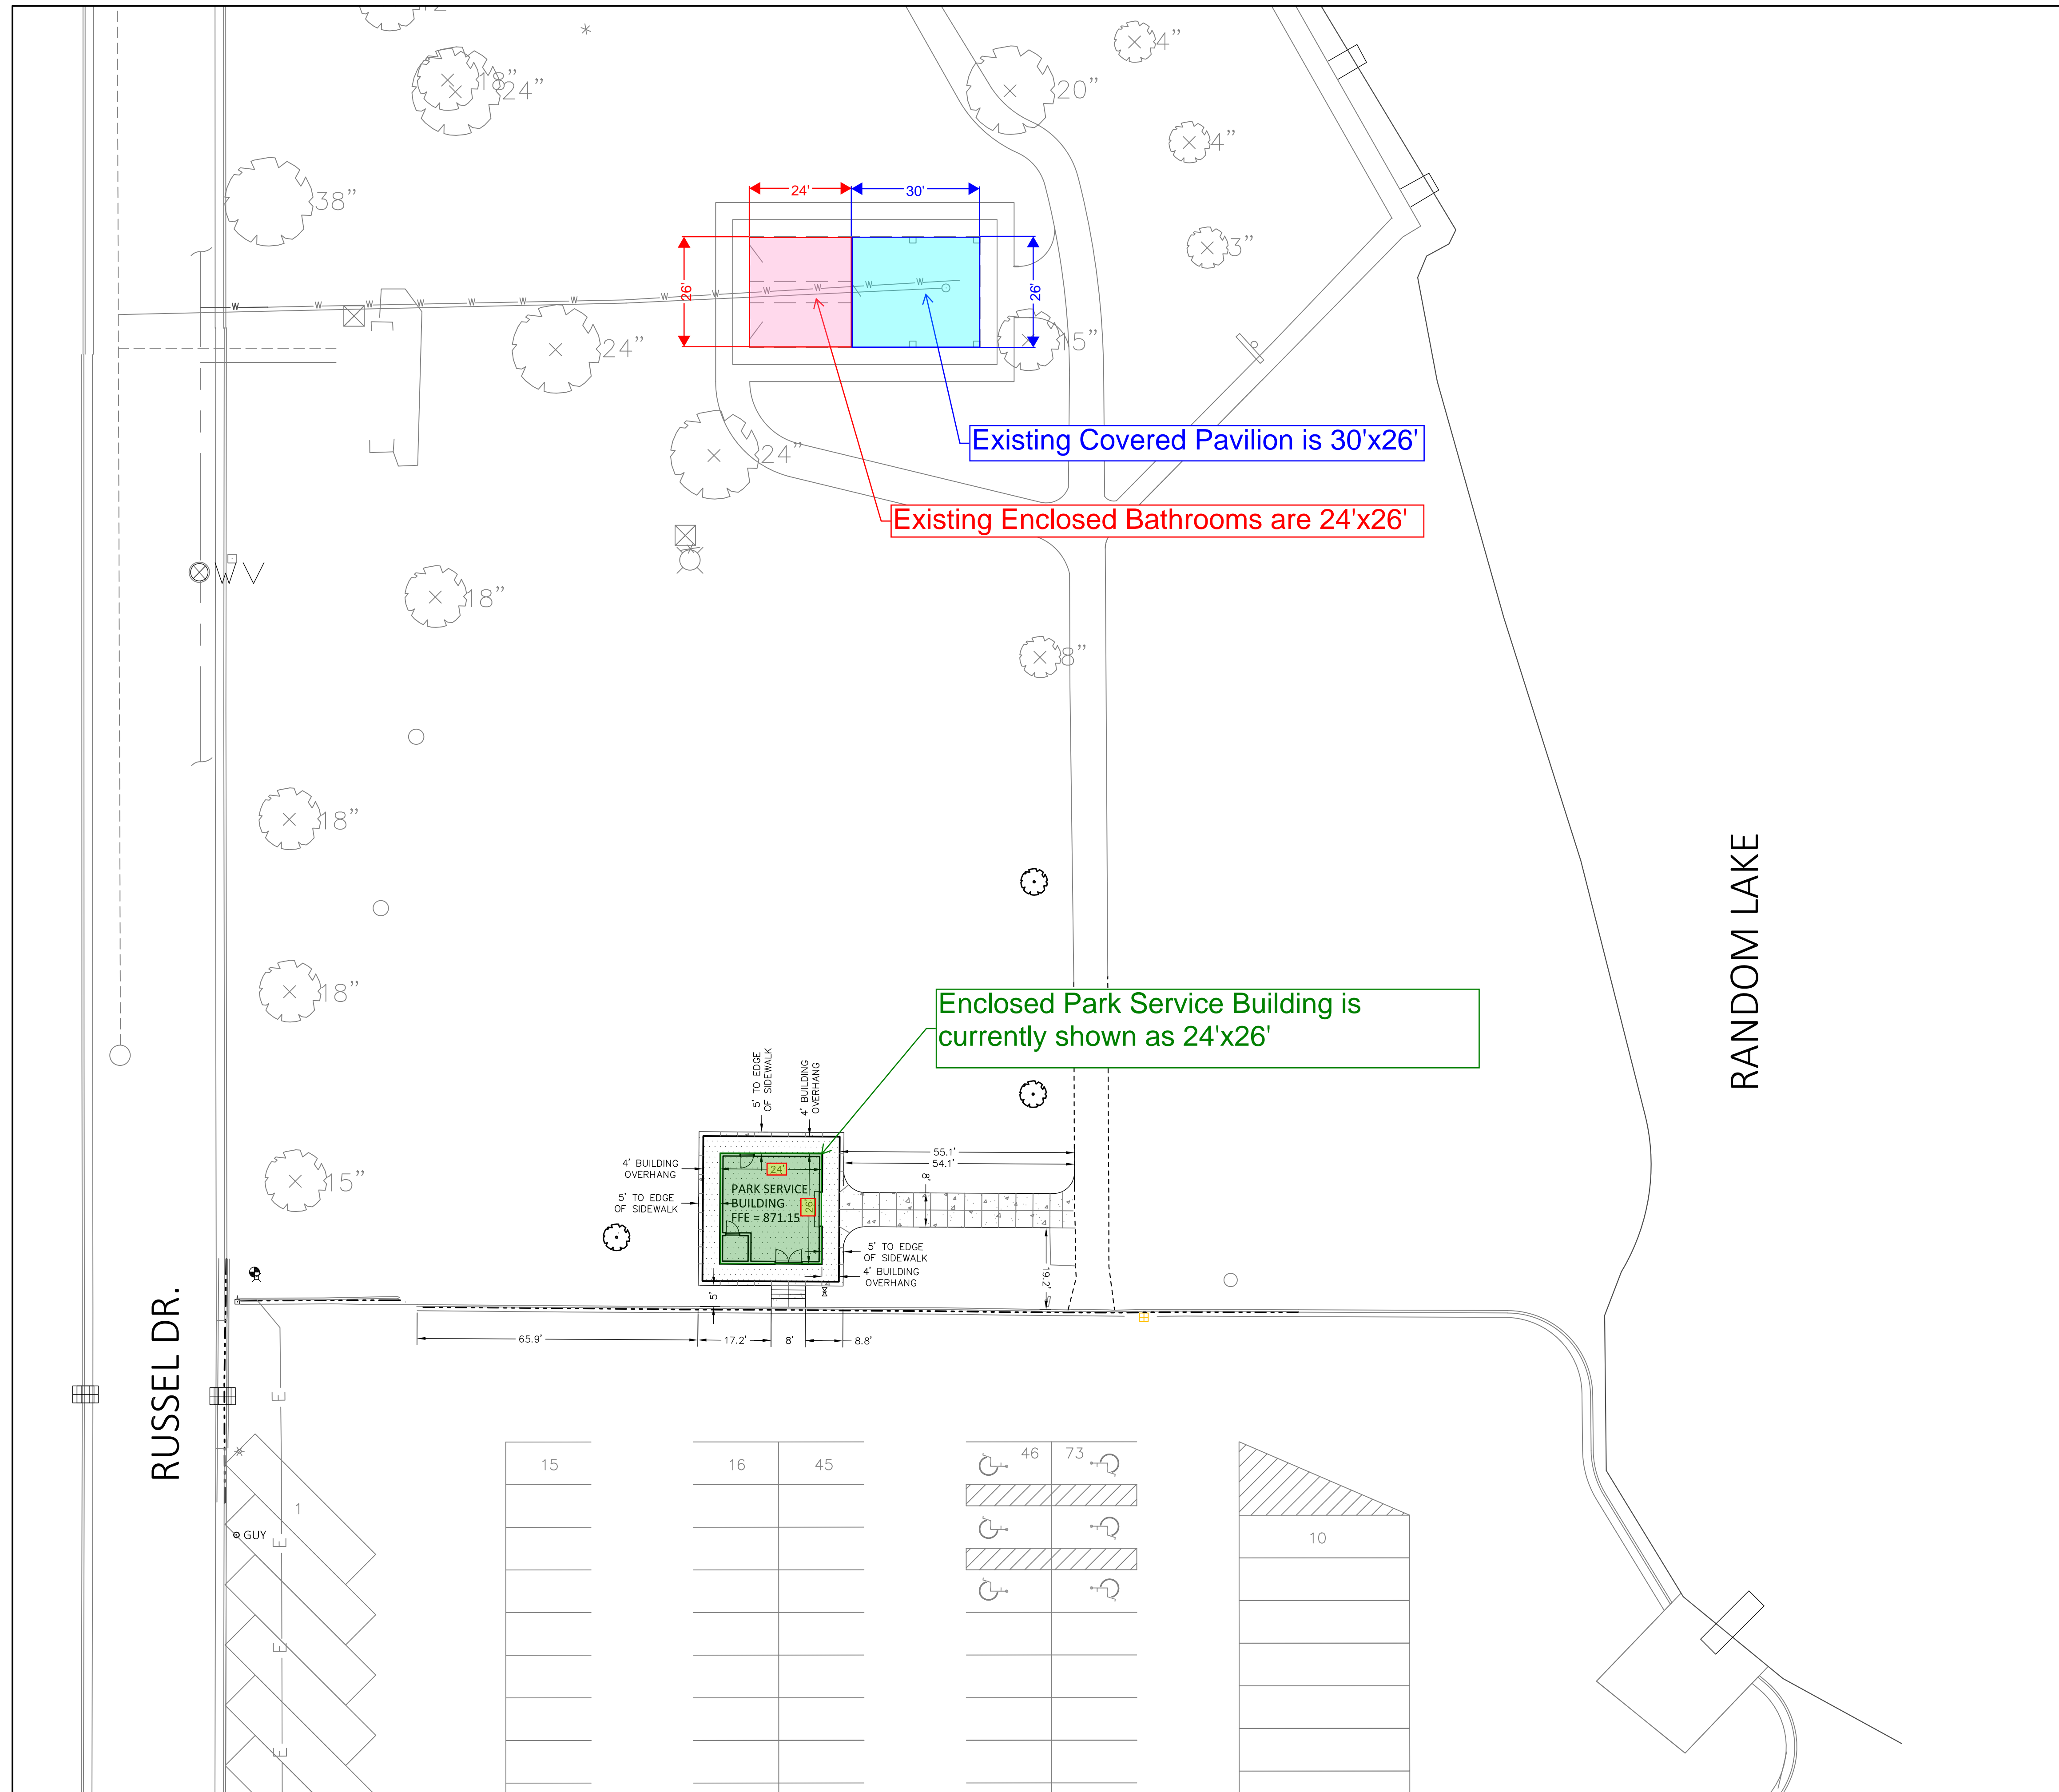 12"
18"
24"
20"
4"
4"
38"
3"
24'
30'
26'
26'
W W W W W W W W W W W W W W
24"
15"
24"
Existing Covered Pavilion is 30'x26'
Existing Enclosed Bathrooms are 24'x26'
WV
18"
8"
18"
18"
15"
RANDOM LAKE
Enclosed Park Service Building is
currently shown as 24'x26'
5' TO EDGE
OF SIDEWALK
4' BUILDING
OVERHANG
4' BUILDING
OVERHANG
5' TO EDGE
OF SIDEWALK
24'
26'
PARK SERVICE
BUILDING
FFE = 871.15
55.1'
54.1'
8'
5' TO EDGE
OF SIDEWALK
4' BUILDING
OVERHANG
19.2'
5'
65.9'
17.2'
8'
8.8'
RUSSEL DR.
E
E
E
E
GUY
1
15
16
45
46
73
10